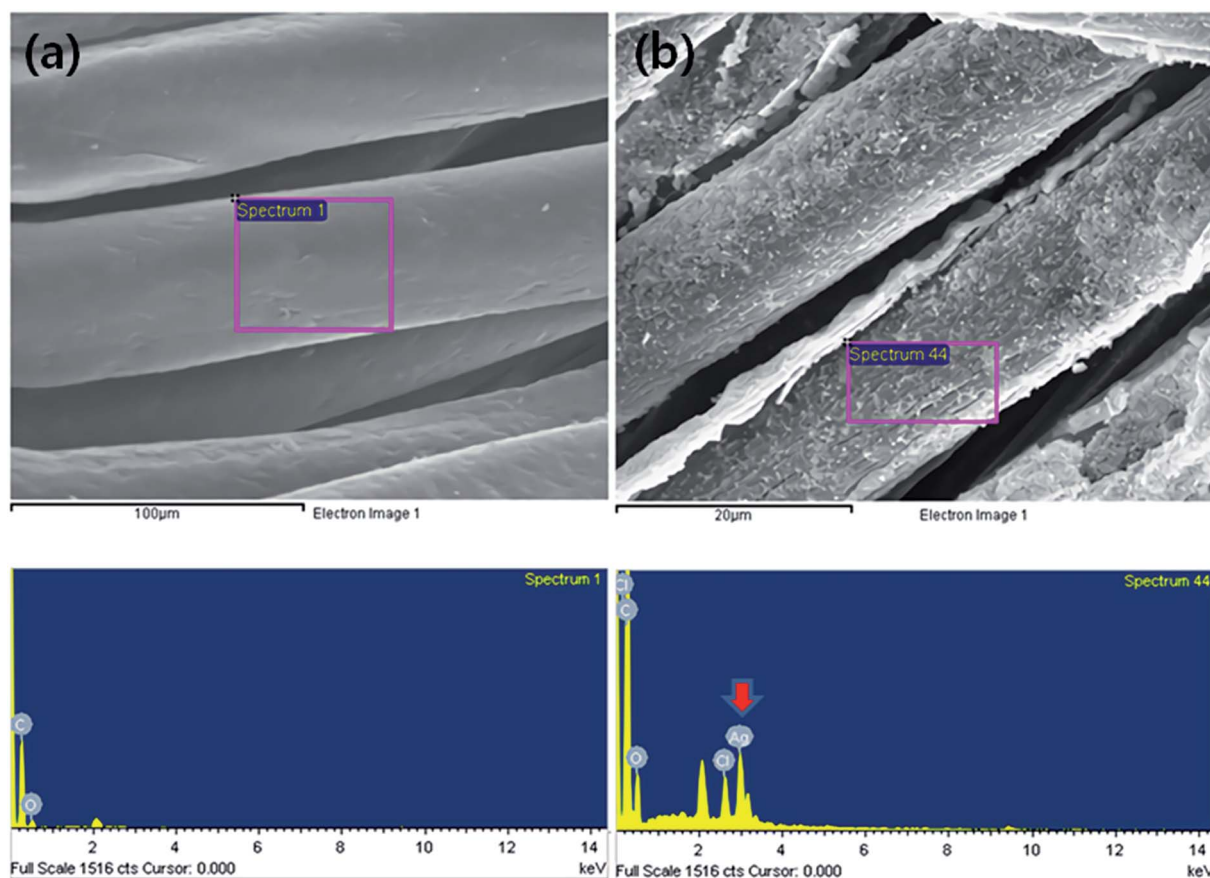 (a)
Spectrum 1
100µm
Electron Image 1
(b)
Spectrum 44
20µm
Electron Image 1
Spectrum 1
C
O
2 4 6 8 10 12 14
Full Scale 1516 cts Cursor: 0.000 keV
Spectrum 44
Cl
C
O
Cl
Ag
2 4 6 8 10 12 14
Full Scale 1516 cts Cursor: 0.000 keV